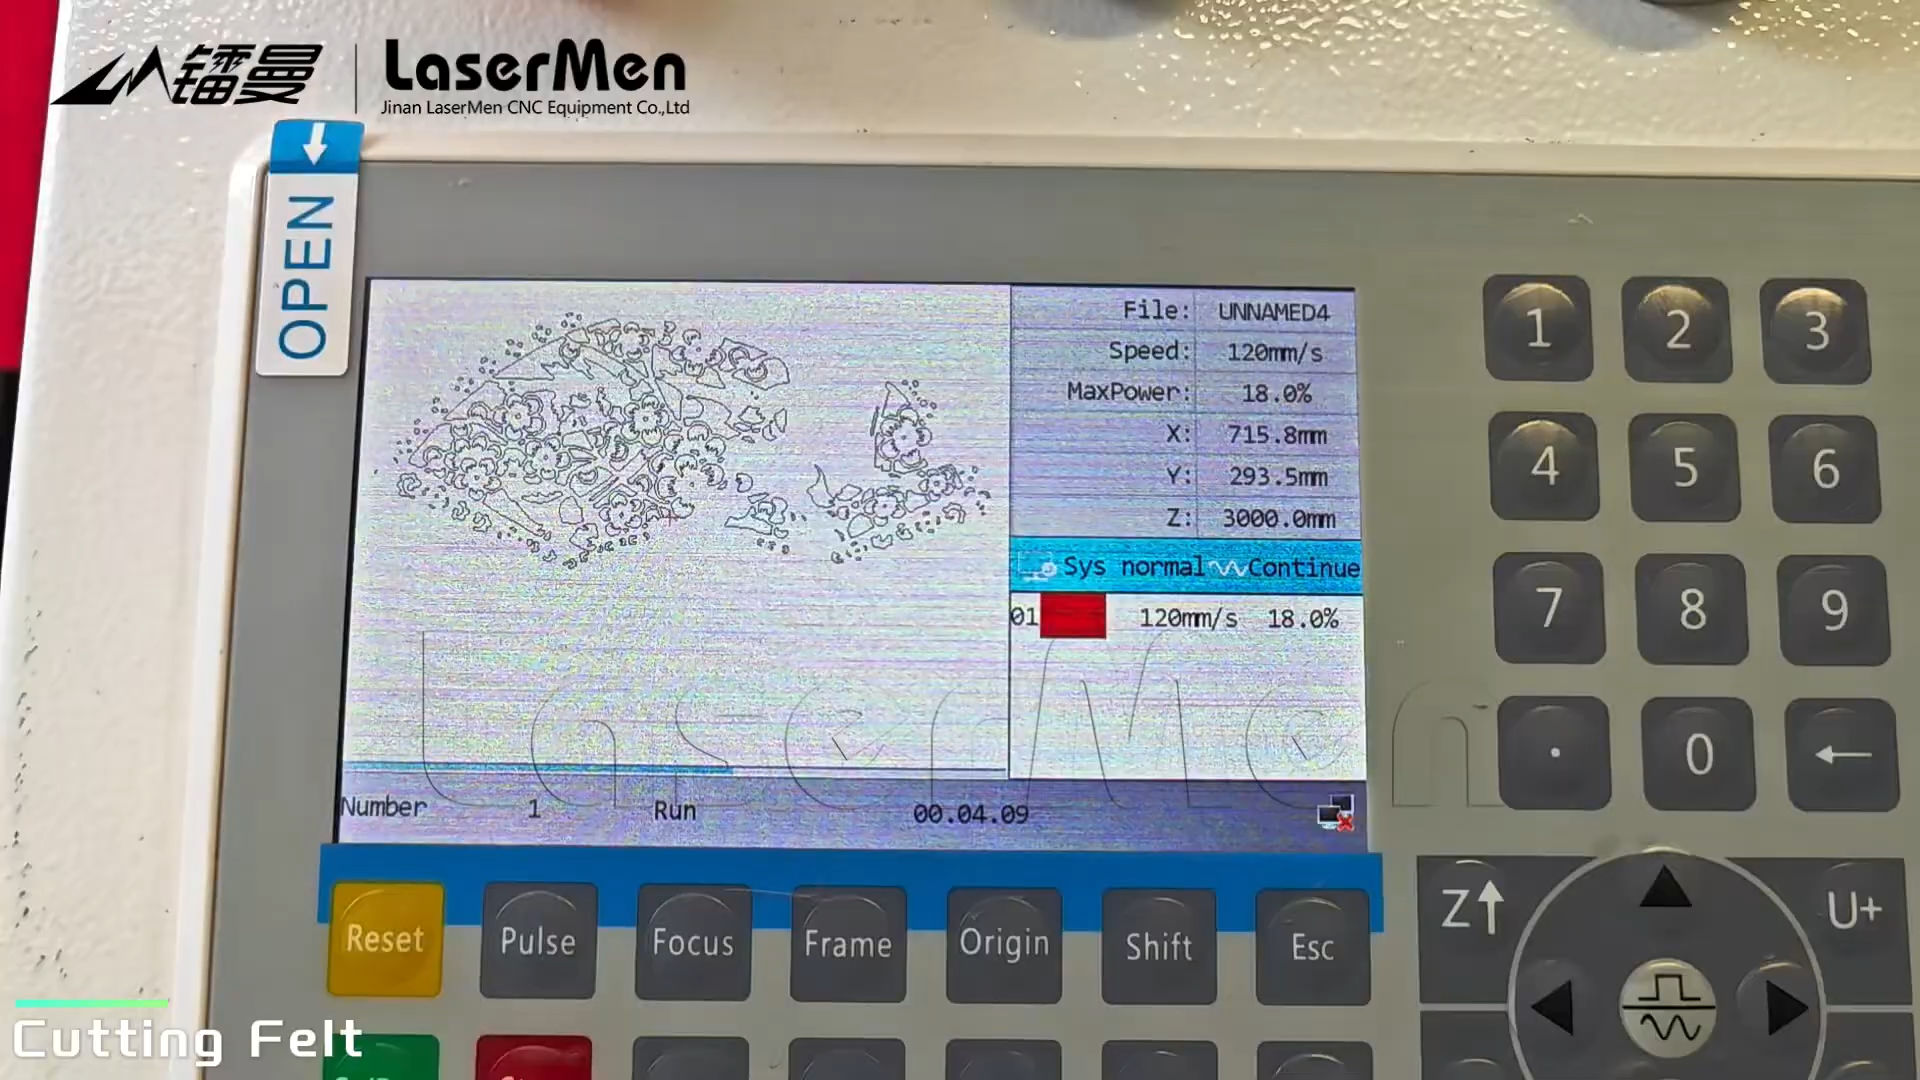 镭曼
LaserMen
Jinan LaserMen CNC Equipment Co.,Ltd
OPEN
File: UNNAMED4
Speed: 120mm/s
MaxPower: 18.0%
X: 715.8mm
Y: 293.5mm
Z: 3000.0mm
Sys normal Continue
01 120mm/s 18.0%
LaserMen
Number 1 Run 00.04.09
1 2 3
4 5 6
7 8 9
. 0 ←
Reset Pulse Focus Frame Origin Shift Esc
Z↑ U+
Cutting Felt